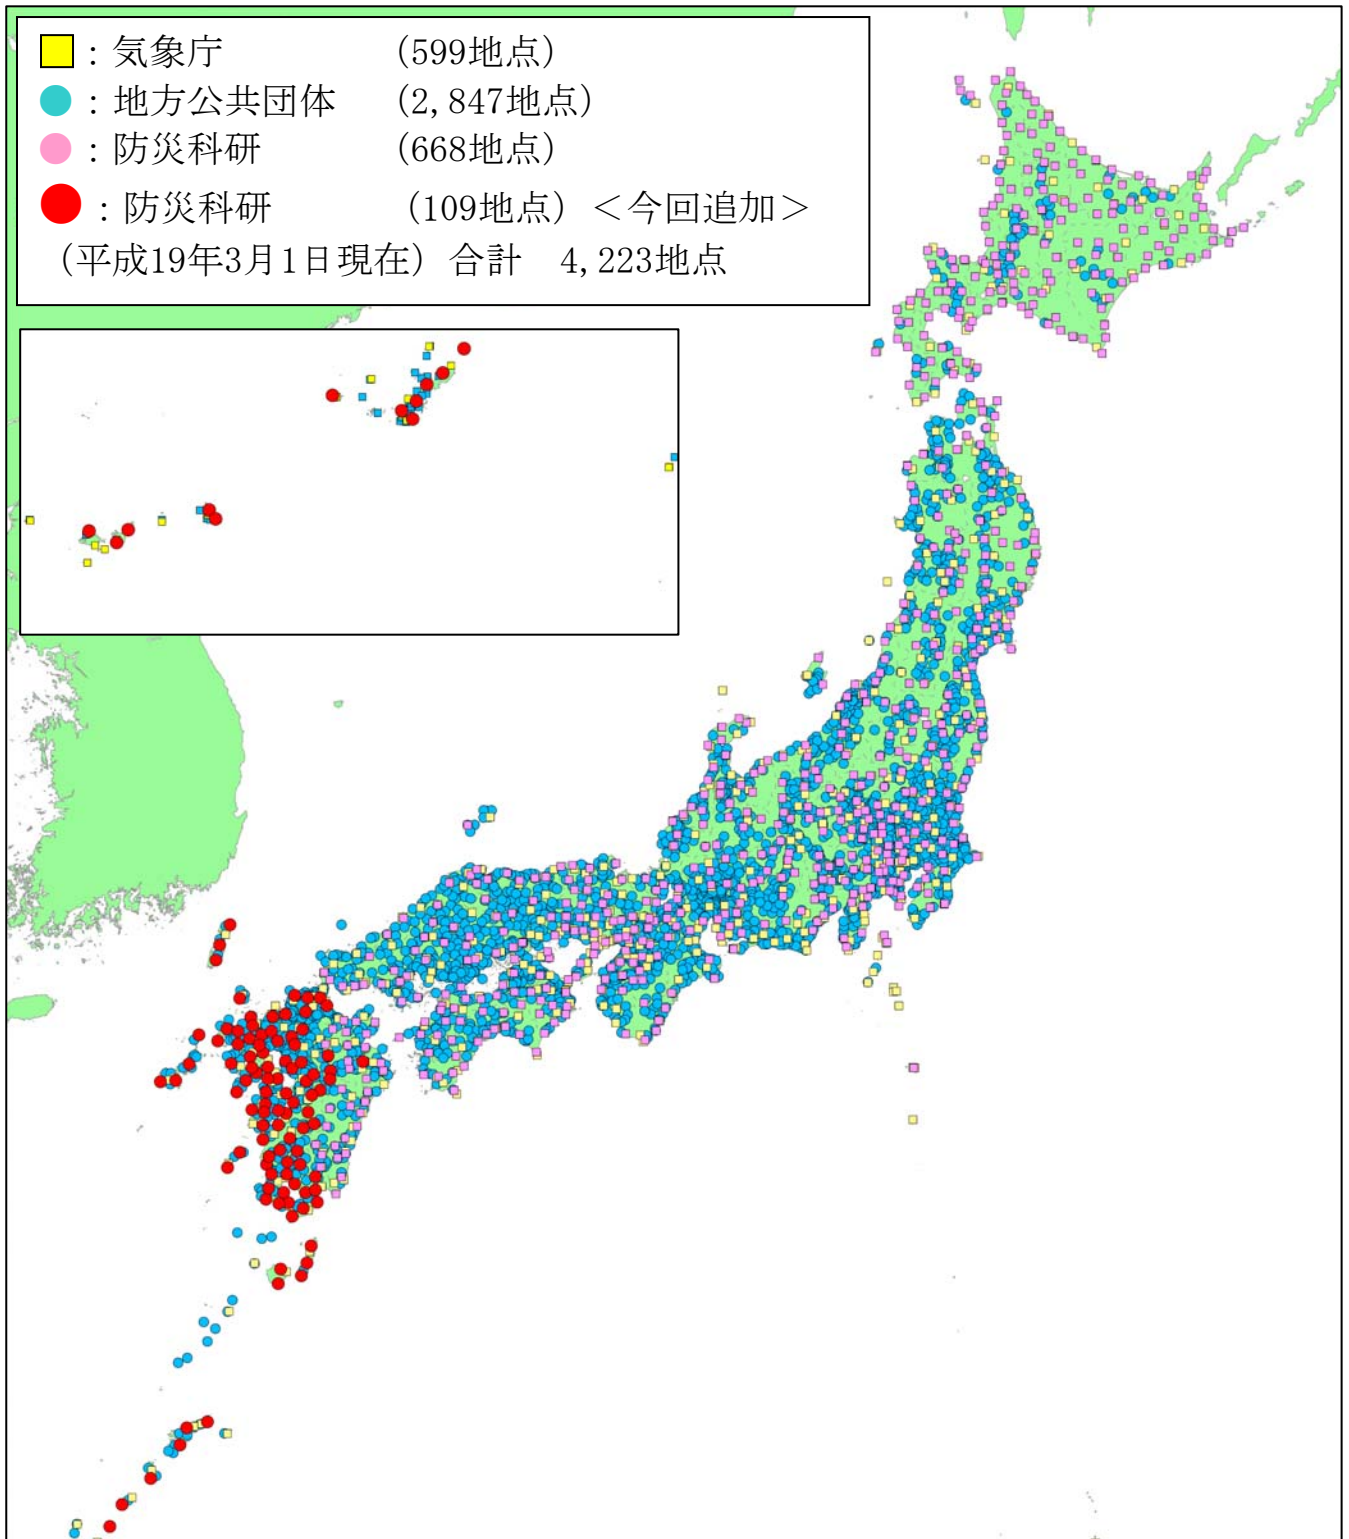 ：気象庁 （599地点）
：地方公共団体 （2,847地点）
：防災科研 （668地点）
：防災科研 （109地点）＜今回追加＞
（平成19年3月1日現在）合計 4,223地点